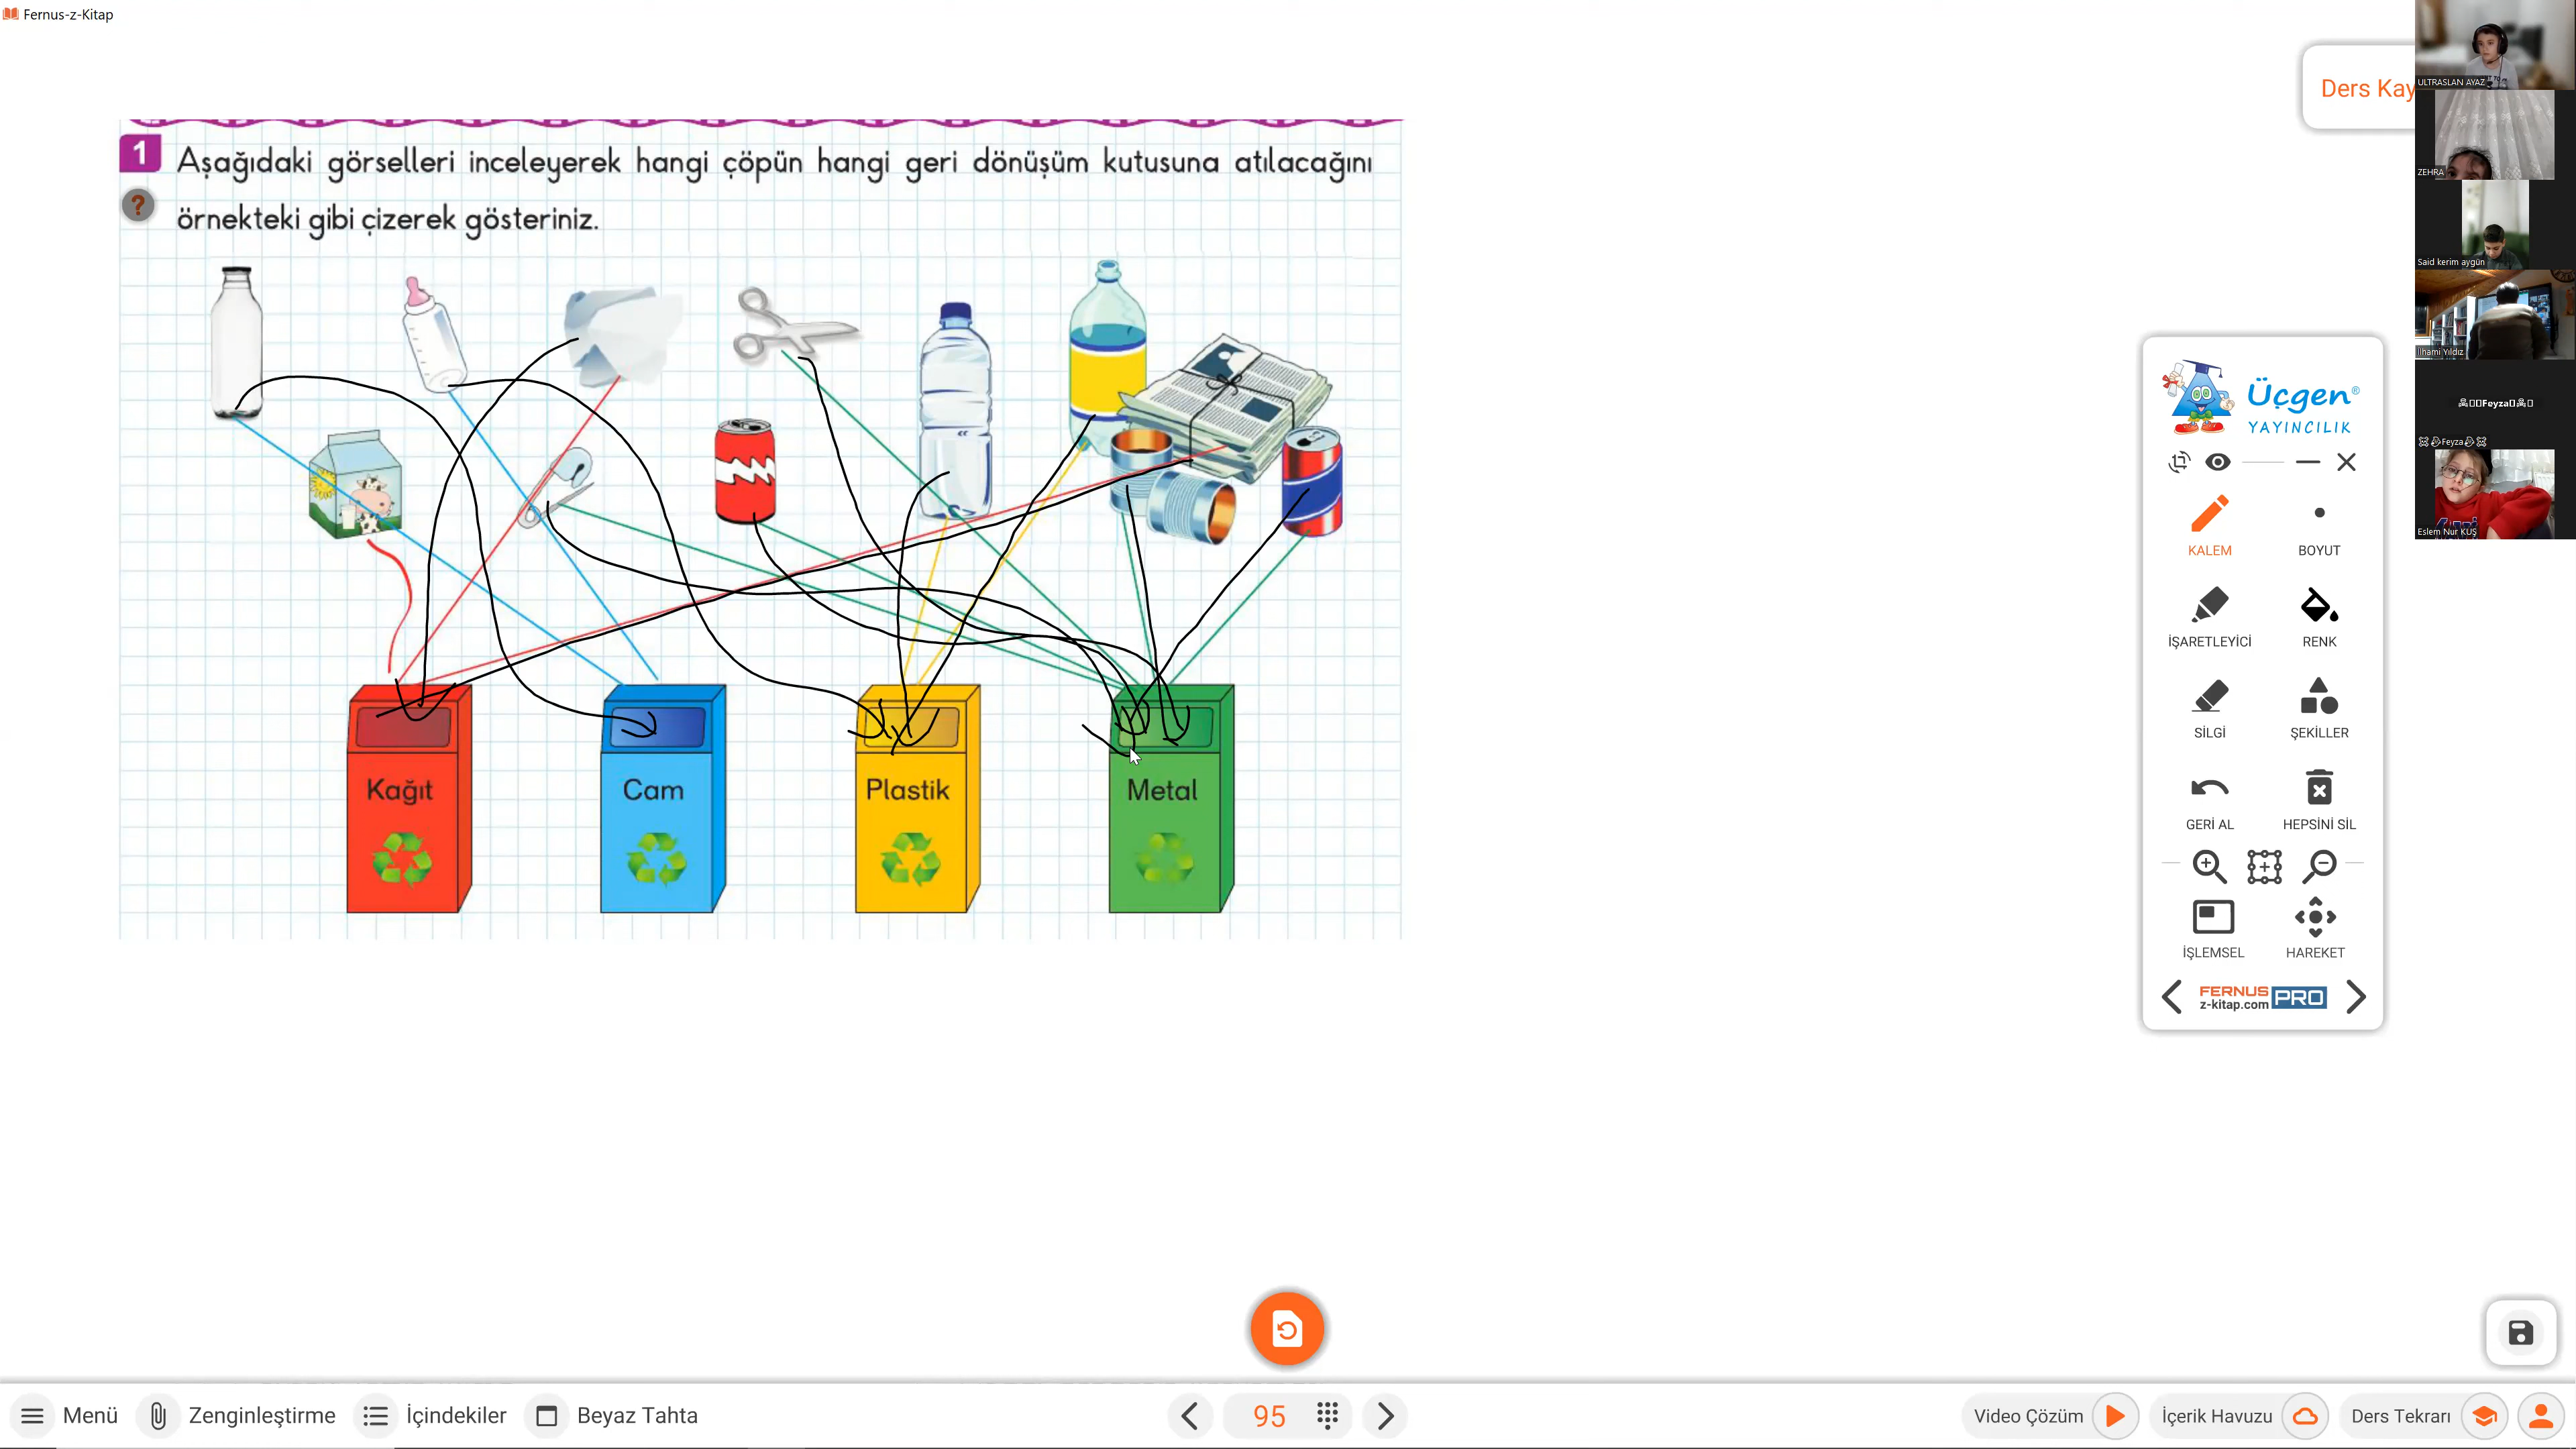 Fernus-z-Kitap
Ders Kay
1
Aşağıdaki görselleri inceleyerek hangi çöpün hangi geri dönüşüm kutusuna atılacağını
?
örnekteki gibi çizerek gösteriniz.
Kağıt
Cam
Plastik
Metal
ULTRASLAN AYAZ
ZEHRA
Said kerim aygün
İlhami Yıldız
Feyza
Feyza
Eslem Nur KUŞ
Üçgen®
YAYINCILIK
KALEM
BOYUT
İŞARETLEYİCİ
RENK
SİLGİ
ŞEKİLLER
GERİ AL
HEPSİNİ SİL
İŞLEMSEL
HAREKET
FERNUS PRO
z-kitap.com
Menü
Zenginleştirme
İçindekiler
Beyaz Tahta
95
Video Çözüm
İçerik Havuzu
Ders Tekrarı